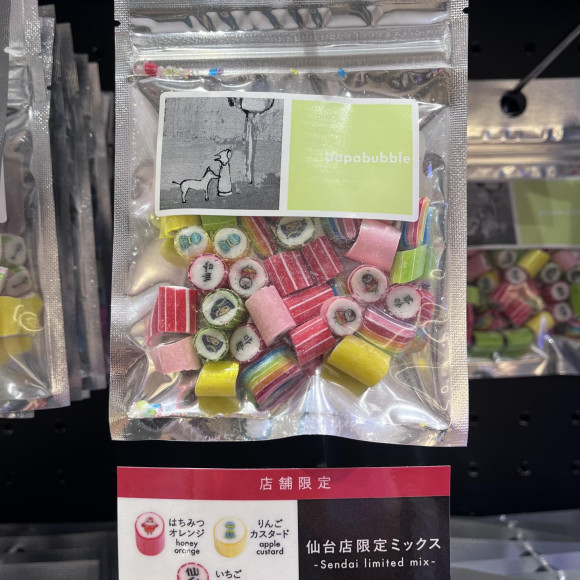 papabubble
店舗限定
はちみつ
オレンジ
honey
orange
りんご
カスタード
apple
custard
いちご
仙台店限定ミックス
-Sendai limited mix-